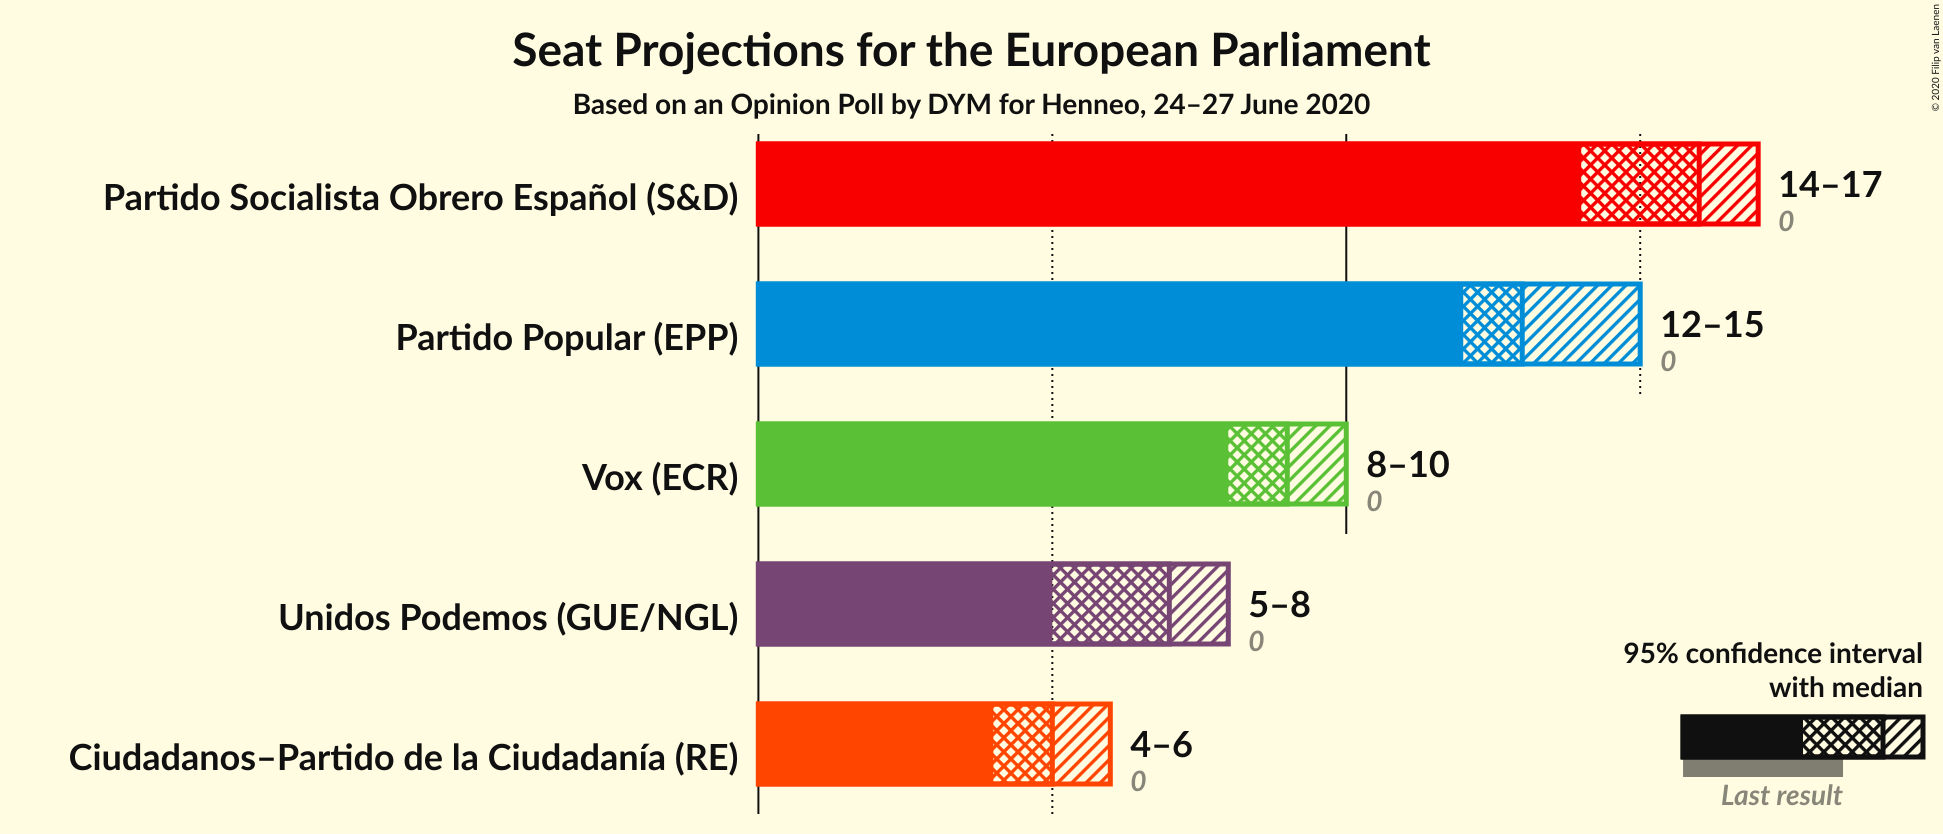 Seat Projections for the European Parliament
Based on an Opinion Poll by DYM for Henneo, 24–27 June 2020
© 2020 Filip van Laenen
Partido Socialista Obrero Español (S&D)
14–17
0
Partido Popular (EPP)
12–15
0
Vox (ECR)
8–10
0
Unidos Podemos (GUE/NGL)
5–8
0
Ciudadanos–Partido de la Ciudadanía (RE)
4–6
0
95% confidence interval
with median
Last result